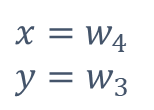 x = w₄
y = w₃